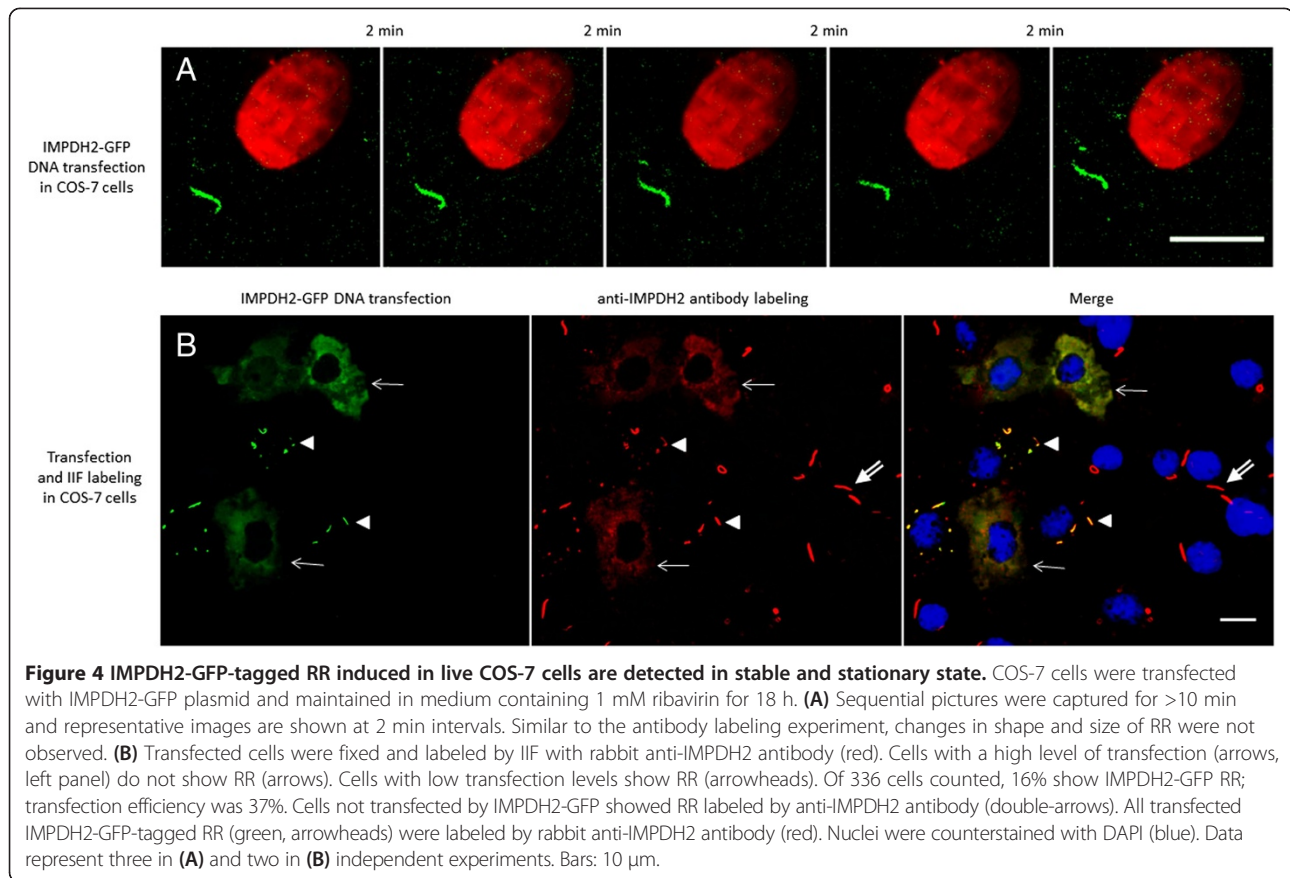 2 min 2 min 2 min 2 min
A
IMPDH2-GFP
DNA transfection
in COS-7 cells
IMPDH2-GFP DNA transfection anti-IMPDH2 antibody labeling Merge
B
Transfection
and IIF labeling
in COS-7 cells
Figure 4 IMPDH2-GFP-tagged RR induced in live COS-7 cells are detected in stable and stationary state. COS-7 cells were transfected
with IMPDH2-GFP plasmid and maintained in medium containing 1 mM ribavirin for 18 h. (A) Sequential pictures were captured for >10 min
and representative images are shown at 2 min intervals. Similar to the antibody labeling experiment, changes in shape and size of RR were not
observed. (B) Transfected cells were fixed and labeled by IIF with rabbit anti-IMPDH2 antibody (red). Cells with a high level of transfection (arrows,
left panel) do not show RR (arrows). Cells with low transfection levels show RR (arrowheads). Of 336 cells counted, 16% show IMPDH2-GFP RR;
transfection efficiency was 37%. Cells not transfected by IMPDH2-GFP showed RR labeled by anti-IMPDH2 antibody (double-arrows). All transfected
IMPDH2-GFP-tagged RR (green, arrowheads) were labeled by rabbit anti-IMPDH2 antibody (red). Nuclei were counterstained with DAPI (blue). Data
represent three in (A) and two in (B) independent experiments. Bars: 10 μm.